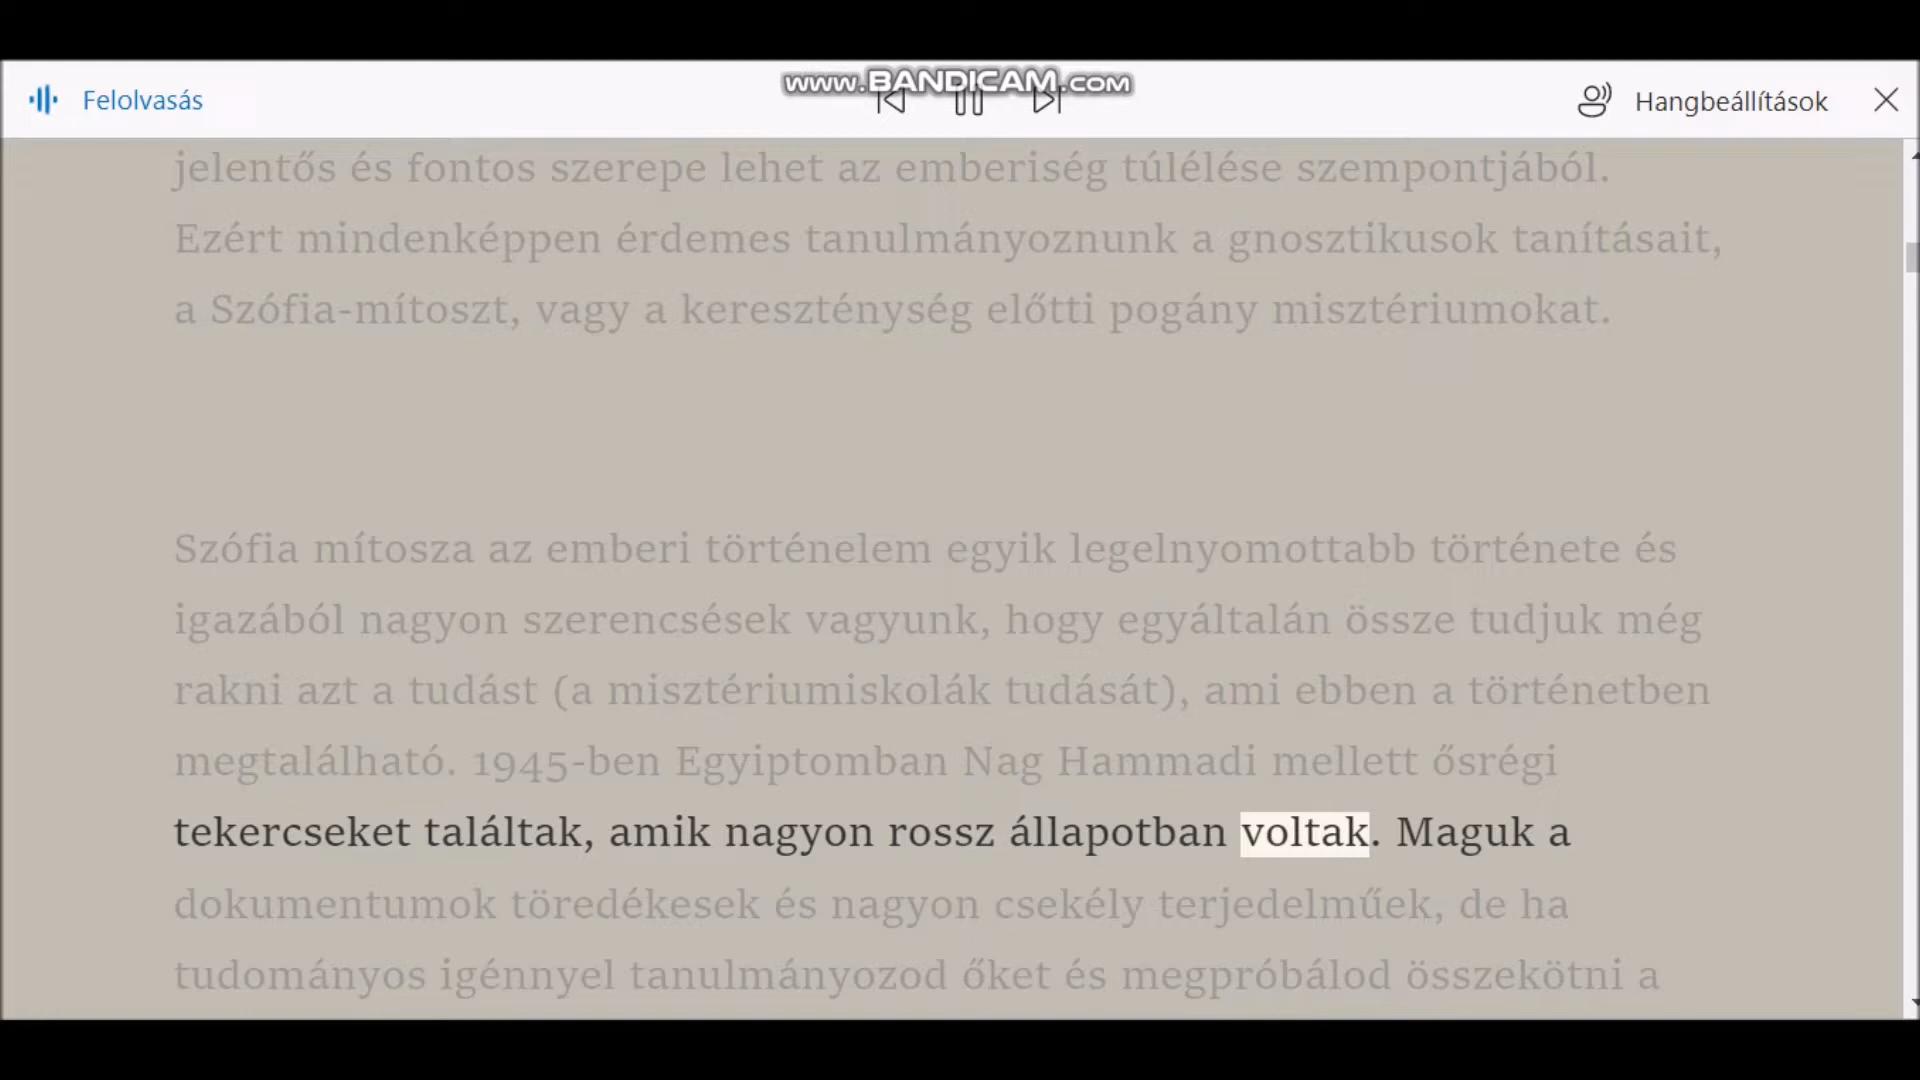 www.BANDICAM.com
Felolvasás
Hangbeállítások
jelentős és fontos szerepe lehet az emberiség túlélése szempontjából.
Ezért mindenképpen érdemes tanulmányoznunk a gnosztikusok tanításait,
a Szófia-mítoszt, vagy a kereszténység előtti pogány misztériumokat.
Szófia mítosza az emberi történelem egyik legelnyomottabb története és
igazából nagyon szerencsések vagyunk, hogy egyáltalán össze tudjuk még
rakni azt a tudást (a misztériumiskolák tudását), ami ebben a történetben
megtalálható. 1945-ben Egyiptomban Nag Hammadi mellett ősrégi
tekercseket találtak, amik nagyon rossz állapotban voltak. Maguk a
dokumentumok töredékesek és nagyon csekély terjedelműek, de ha
tudományos igénnyel tanulmányozod őket és megpróbálod összekötni a